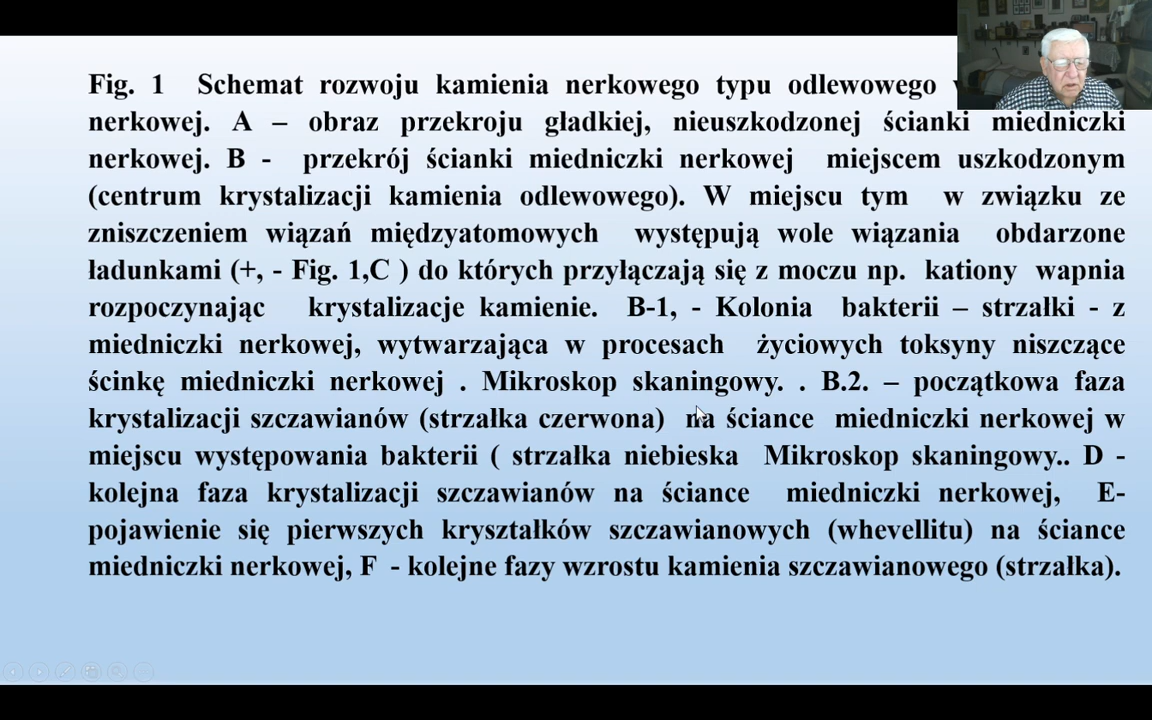 Fig. 1 Schemat rozwoju kamienia nerkowego typu odlewowego
nerkowej. A – obraz przekroju gładkiej, nieuszkodzonej ścianki miedniczki
nerkowej. B - przekrój ścianki miedniczki nerkowej miejscem uszkodzonym
(centrum krystalizacji kamienia odlewowego). W miejscu tym w związku ze
zniszczeniem wiązań międzyatomowych występują wole wiązania obdarzone
ładunkami (+, - Fig. 1,C ) do których przyłączają się z moczu np. kationy wapnia
rozpoczynając krystalizacje kamienie. B-1, - Kolonia bakterii – strzałki - z
miedniczki nerkowej, wytwarzająca w procesach życiowych toksyny niszczące
ścinkę miedniczki nerkowej . Mikroskop skaningowy. . B.2. – początkowa faza
krystalizacji szczawianów (strzałka czerwona) na ściance miedniczki nerkowej w
miejscu występowania bakterii ( strzałka niebieska Mikroskop skaningowy.. D -
kolejna faza krystalizacji szczawianów na ściance miedniczki nerkowej, E-
pojawienie się pierwszych kryształków szczawianowych (whevellitu) na ściance
miedniczki nerkowej, F - kolejne fazy wzrostu kamienia szczawianowego (strzałka).